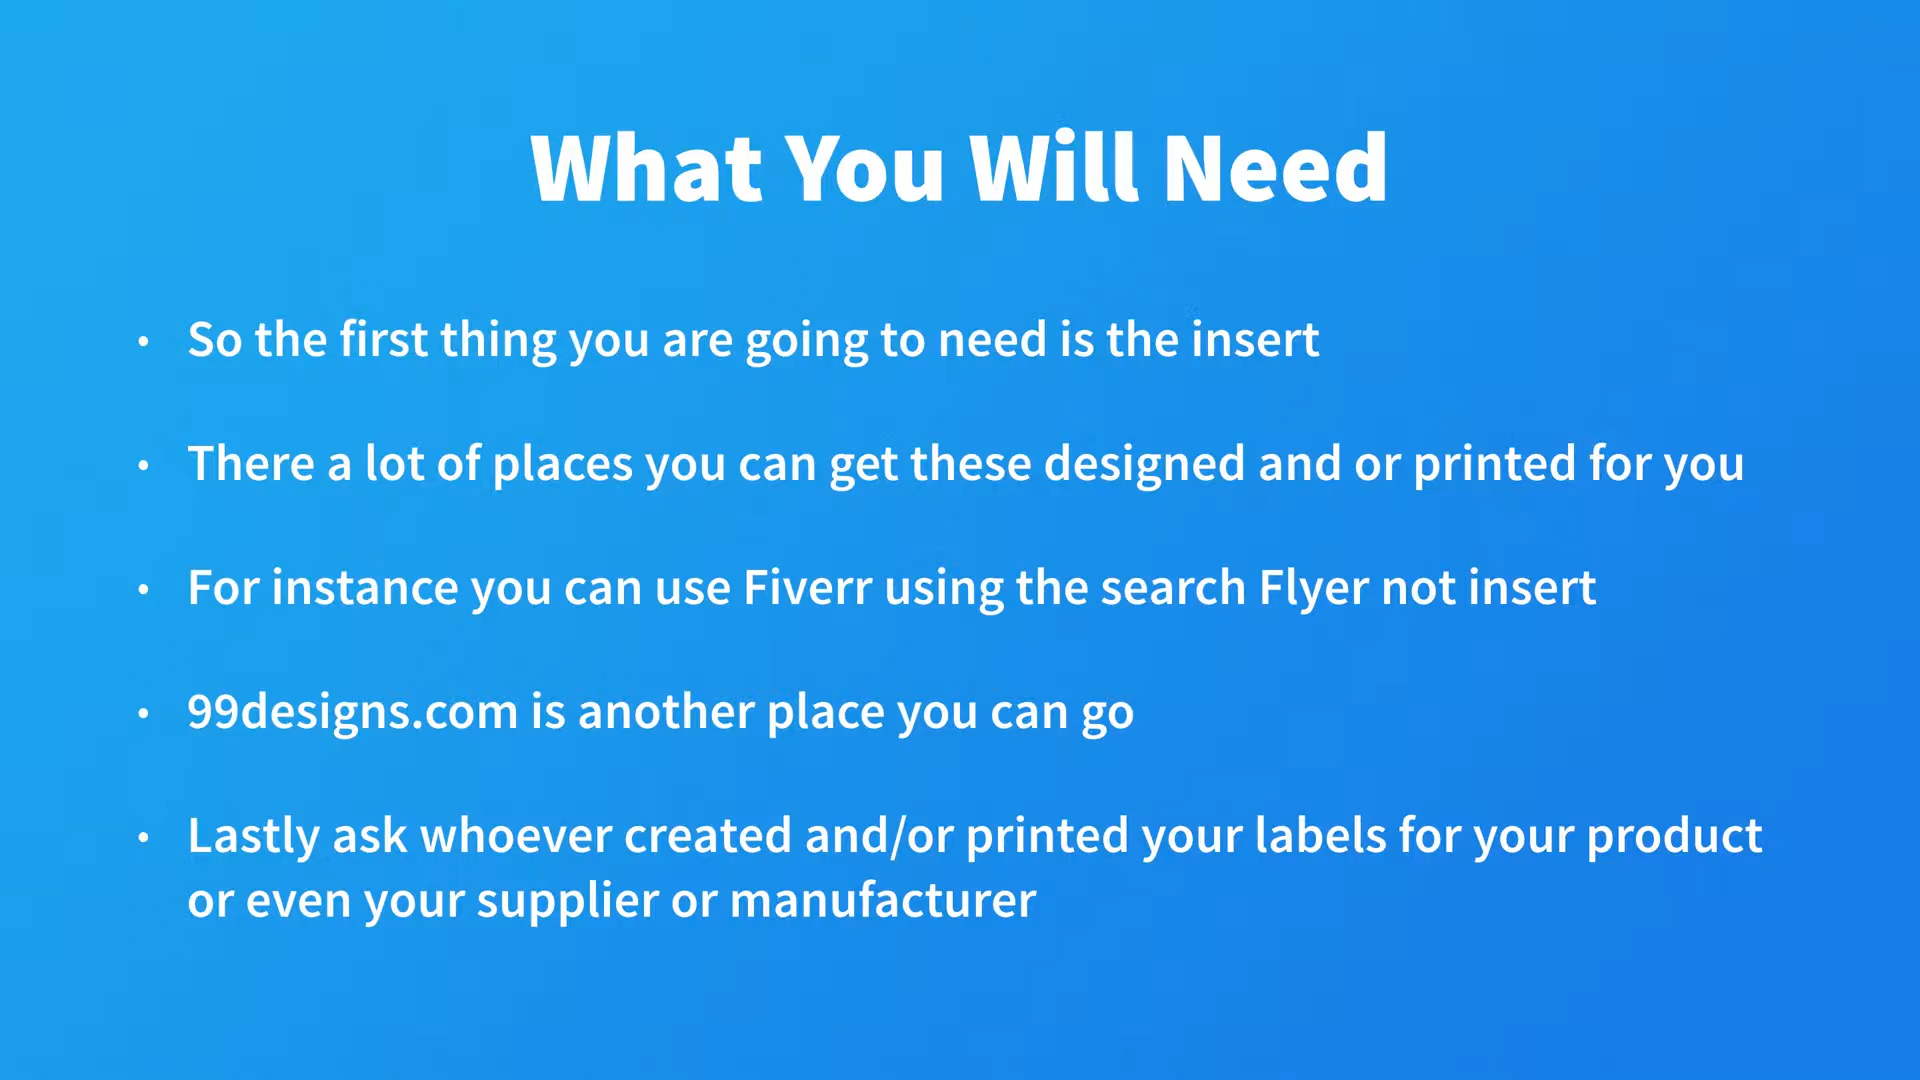 What You Will Need
• So the first thing you are going to need is the insert
• There a lot of places you can get these designed and or printed for you
• For instance you can use Fiverr using the search Flyer not insert
• 99designs.com is another place you can go
• Lastly ask whoever created and/or printed your labels for your product
or even your supplier or manufacturer